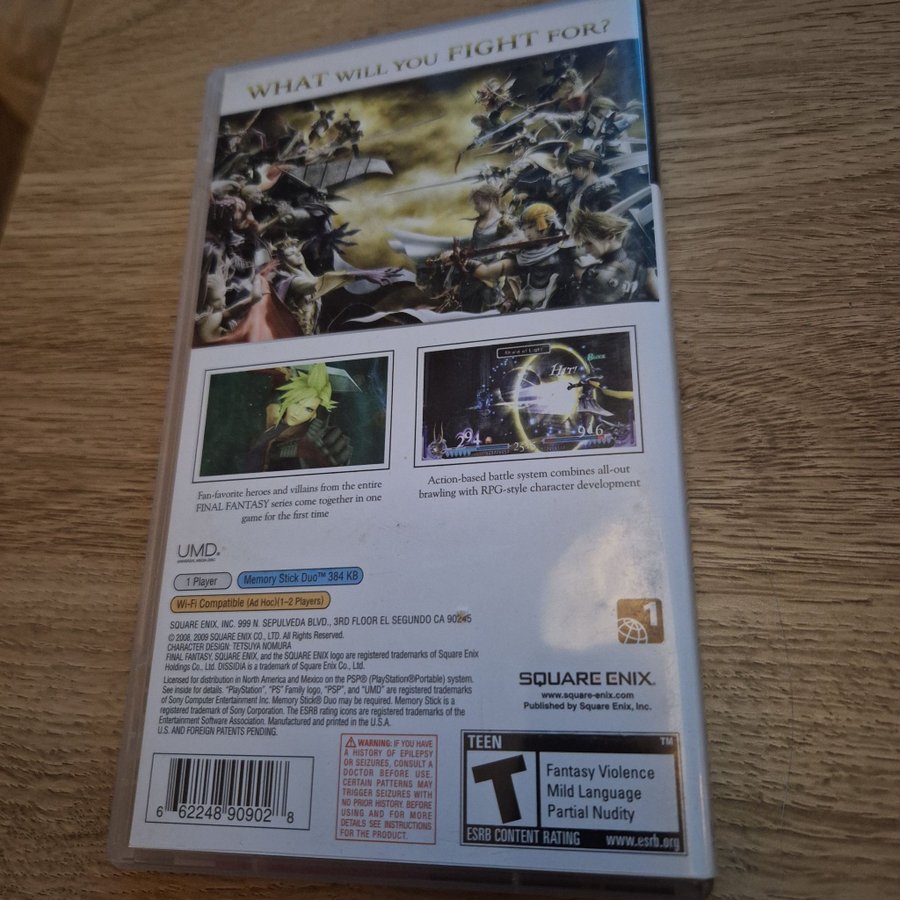 WHAT WILL YOU FIGHT FOR?
HIT!
294
946
Fan-favorite heroes and villains from the entire
FINAL FANTASY series come together in one
game for the first time
Action-based battle system combines all-out
brawling with RPG-style character development
UMD®
UNIVERSAL MEDIA DISC
1 Player
Memory Stick Duo™ 384 KB
Wi-Fi Compatible (Ad Hoc)(1–2 Players)
1
SQUARE ENIX, INC. 999 N. SEPULVEDA BLVD., 3RD FLOOR EL SEGUNDO CA 90245
© 2008, 2009 SQUARE ENIX CO., LTD. All Rights Reserved.
CHARACTER DESIGN: TETSUYA NOMURA
FINAL FANTASY, SQUARE ENIX, and the SQUARE ENIX logo are registered trademarks of Square Enix
Holdings Co., Ltd. DISSIDIA is a trademark of Square Enix Co., Ltd.
Licensed for distribution in North America and Mexico on the PSP® (PlayStation®Portable) system.
See inside for details. "PlayStation", "PS" Family logo, "PSP", and "UMD" are registered trademarks
of Sony Computer Entertainment Inc. Memory Stick® Duo may be required. Memory Stick is a
registered trademark of Sony Corporation. The ESRB rating icons are registered trademarks of the
Entertainment Software Association. Manufactured and printed in the U.S.A.
U.S. AND FOREIGN PATENTS PENDING.
SQUARE ENIX.
www.square-enix.com
Published by Square Enix, Inc.
6 62248 90902 8
WARNING: IF YOU HAVE
A HISTORY OF EPILEPSY
OR SEIZURES, CONSULT A
DOCTOR BEFORE USE.
CERTAIN PATTERNS MAY
TRIGGER SEIZURES WITH
NO PRIOR HISTORY. BEFORE
USING AND FOR MORE
DETAILS SEE INSTRUCTIONS
FOR THE PRODUCT.
TEEN
TM
T
Fantasy Violence
Mild Language
Partial Nudity
ESRB CONTENT RATING
www.esrb.org